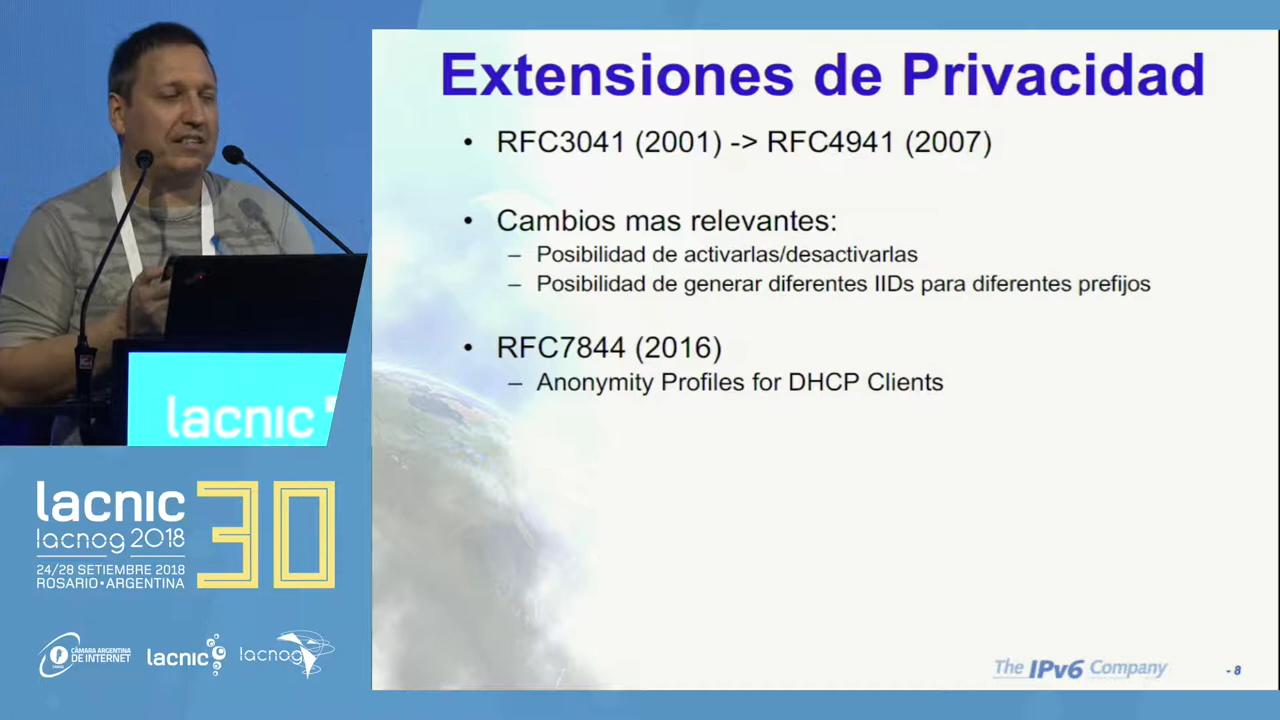 Extensiones de Privacidad
• RFC3041 (2001) -> RFC4941 (2007)
• Cambios mas relevantes:
– Posibilidad de activarlas/desactivarlas
– Posibilidad de generar diferentes IIDs para diferentes prefijos
• RFC7844 (2016)
– Anonymity Profiles for DHCP Clients
The IPv6 Company
- 8
lacnic
lacnic 30
lacnog 2018
24/28 SETIEMBRE 2018
ROSARIO•ARGENTINA
CÁMARA ARGENTINA
DE INTERNET
lacnic
lacnog